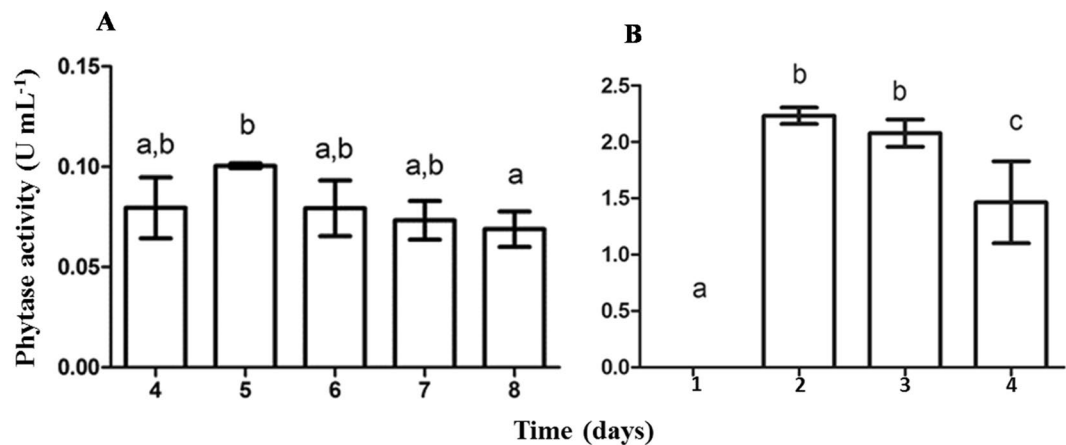 A
B
Phytase activity (U mL⁻¹)
0.15
0.10
0.05
0.00
a,b
b
a,b
a,b
a
4
5
6
7
8
2.5
2.0
1.5
1.0
0.5
0.0
a
b
b
c
1
2
3
4
Time (days)